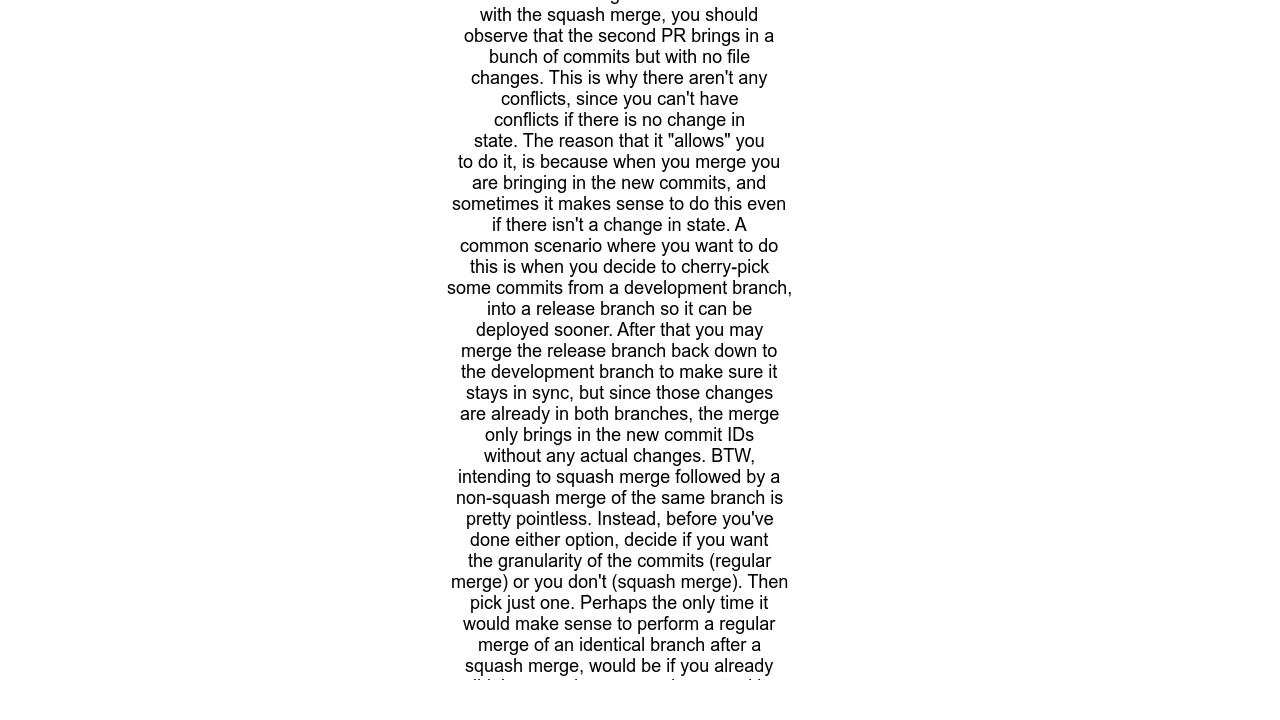 with the squash merge, you should
observe that the second PR brings in a
bunch of commits but with no file
changes. This is why there aren't any
conflicts, since you can't have
conflicts if there is no change in
state. The reason that it "allows" you
to do it, is because when you merge you
are bringing in the new commits, and
sometimes it makes sense to do this even
if there isn't a change in state. A
common scenario where you want to do
this is when you decide to cherry-pick
some commits from a development branch,
into a release branch so it can be
deployed sooner. After that you may
merge the release branch back down to
the development branch to make sure it
stays in sync, but since those changes
are already in both branches, the merge
only brings in the new commit IDs
without any actual changes. BTW,
intending to squash merge followed by a
non-squash merge of the same branch is
pretty pointless. Instead, before you've
done either option, decide if you want
the granularity of the commits (regular
merge) or you don't (squash merge). Then
pick just one. Perhaps the only time it
would make sense to perform a regular
merge of an identical branch after a
squash merge, would be if you already